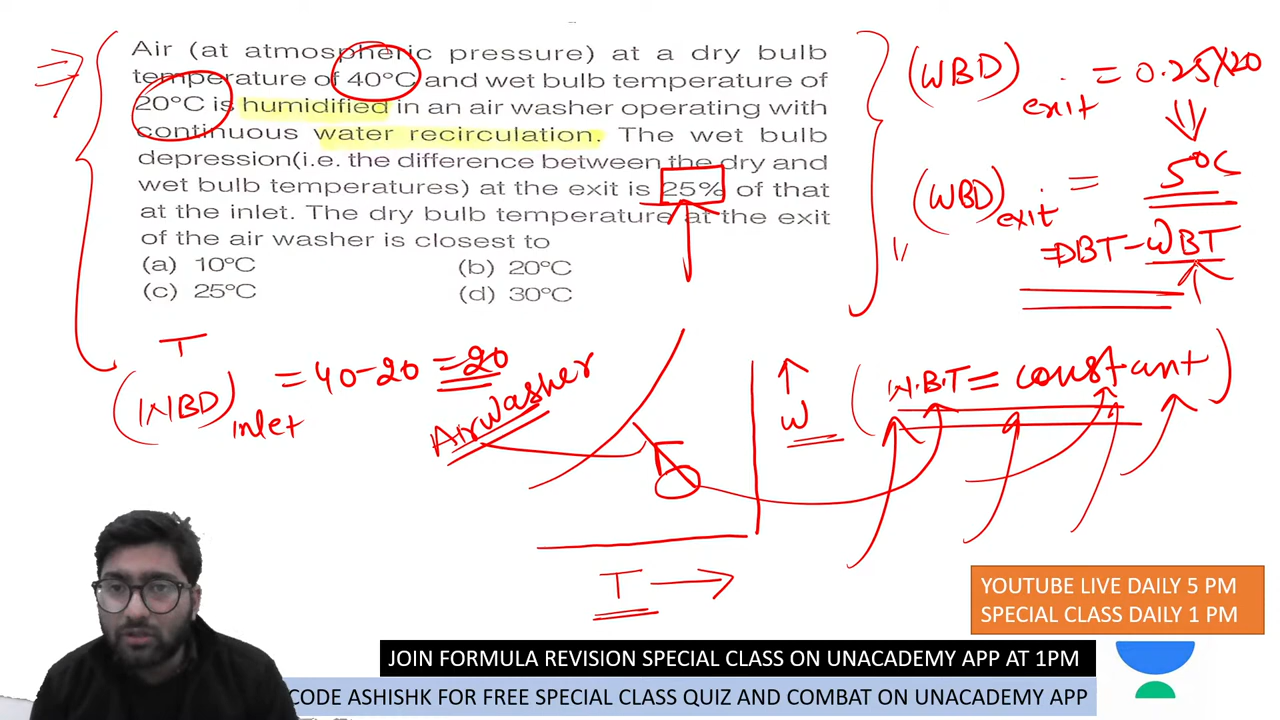 Air (at atmospheric pressure) at a dry bulb
temperature of 40°C and wet bulb temperature of
20°C is humidified in an air washer operating with
continuous water recirculation. The wet bulb
depression(i.e. the difference between the dry and
wet bulb temperatures) at the exit is 25% of that
at the inlet. The dry bulb temperature at the exit
of the air washer is closest to
(a) 10°C (b) 20°C
(c) 25°C (d) 30°C
(WBD)exit = 0.25×20
(WBD)exit = 5°C
=DBT-WBT
(WBD)inlet = 40-20 = 20
Airwasher
W
(W.B.T = constant)
T
YOUTUBE LIVE DAILY 5 PM
SPECIAL CLASS DAILY 1 PM
JOIN FORMULA REVISION SPECIAL CLASS ON UNACADEMY APP AT 1PM
CODE ASHISHK FOR FREE SPECIAL CLASS QUIZ AND COMBAT ON UNACADEMY APP